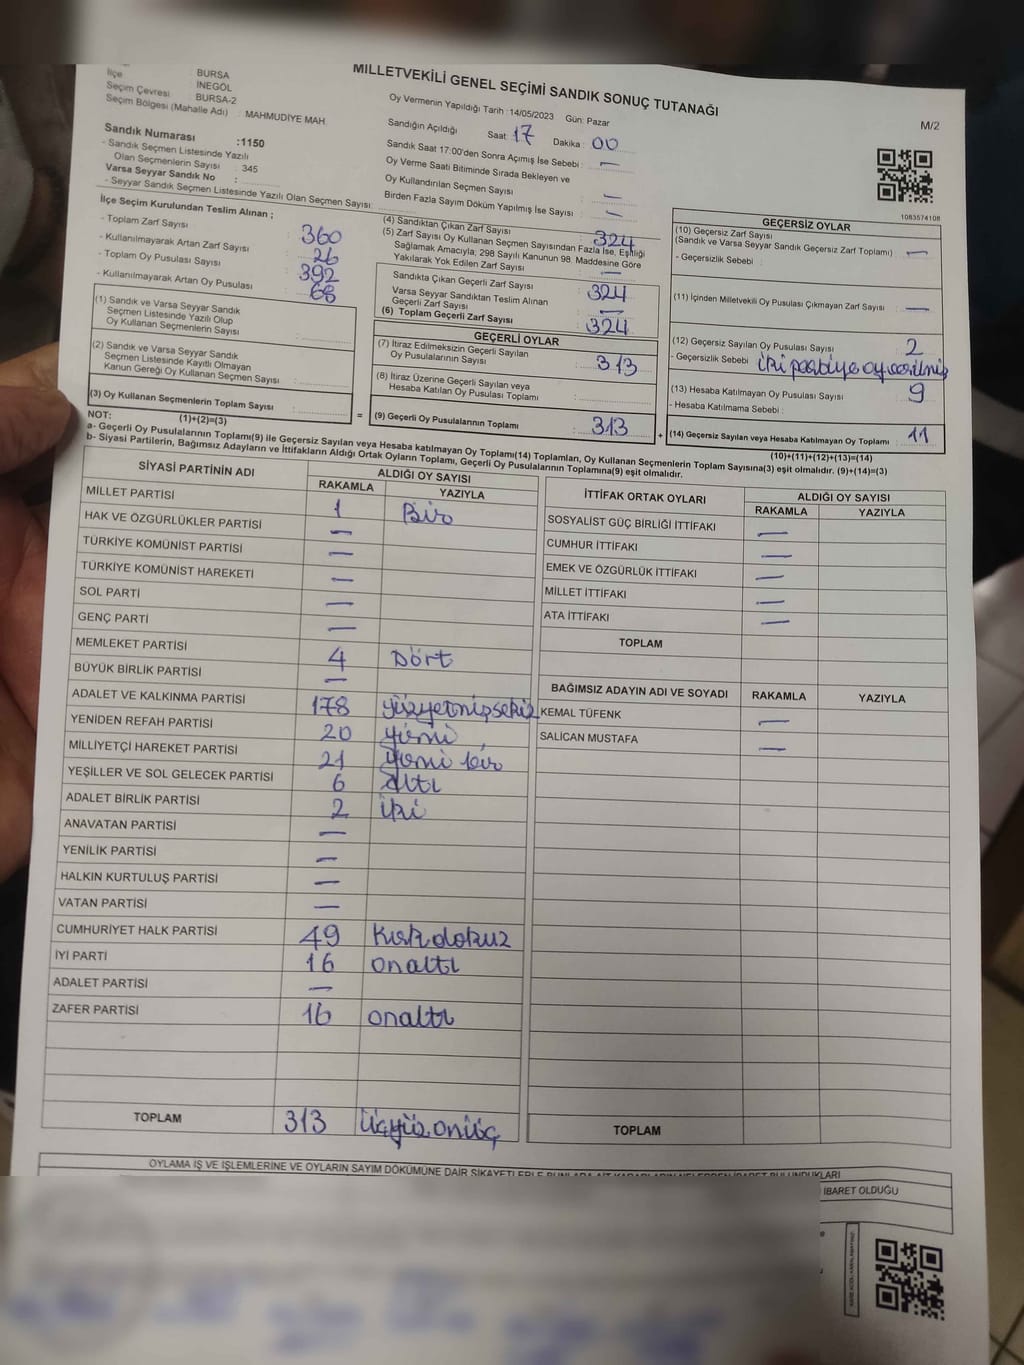 MİLLETVEKİLİ GENEL SEÇİMİ SANDIK SONUÇ TUTANAĞI
M/2
İlçe : BURSA
Seçim Çevresi : İNEGÖL
BURSA-2
Seçim Bölgesi (Mahalle Adı) : MAHMUDİYE MAH.
Sandık Numarası :1150
- Sandık Seçmen Listesinde Yazılı
Olan Seçmenlerin Sayısı : 345
Varsa Seyyar Sandık No :
- Seyyar Sandık Seçmen Listesinde Yazılı Olan Seçmen Sayısı:
Oy Vermenin Yapıldığı Tarih :14/05/2023 Gün: Pazar
Sandığın Açıldığı Saat : 17 Dakika : 00
Sandık Saat 17:00'den Sonra Açımış İse Sebebi : —
Oy Verme Saati Bitiminde Sırada Bekleyen ve
Oy Kullandırılan Seçmen Sayısı : —
Birden Fazla Sayım Döküm Yapılmış İse Sayısı : —
1083574108
İlçe Seçim Kurulundan Teslim Alınan ;
- Toplam Zarf Sayısı : 360
- Kullanılmayarak Artan Zarf Sayısı : 26
- Toplam Oy Pusulası Sayısı : 392
- Kullanılmayarak Artan Oy Pusulası : 68
(1) Sandık ve Varsa Seyyar Sandık
Seçmen Listesinde Yazılı Olup
Oy Kullanan Seçmenlerin Sayısı :
(2) Sandık ve Varsa Seyyar Sandık
Seçmen Listesinde Kayıtlı Olmayan
Kanun Gereği Oy Kullanan Seçmen Sayısı :
(3) Oy Kullanan Seçmenlerin Toplam Sayısı :
(1)+(2)=(3)
(4) Sandıktan Çıkan Zarf Sayısı : 324
(5) Zarf Sayısı Oy Kullanan Seçmen Sayısından Fazla İse, Eşitliği
Sağlamak Amacıyla; 298 Sayılı Kanunun 98. Maddesine Göre
Yakılarak Yok Edilen Zarf Sayısı : —
Sandıkta Çıkan Geçerli Zarf Sayısı : 324
Varsa Seyyar Sandıktan Teslim Alınan
Geçerli Zarf Sayısı : —
(6) Toplam Geçerli Zarf Sayısı : 324
GEÇERLİ OYLAR
(7) İtiraz Edilmeksizin Geçerli Sayılan
Oy Pusulalarının Sayısı : 313
(8) İtiraz Üzerine Geçerli Sayılan veya
Hesaba Katılan Oy Pusulası Toplamı :
= (9) Geçerli Oy Pusulalarının Toplamı : 313 +
GEÇERSİZ OYLAR
(10) Geçersiz Zarf Sayısı
(Sandık ve Varsa Seyyar Sandık Geçersiz Zarf Toplamı) : —
- Geçersizlik Sebebi :
(11) İçinden Milletvekili Oy Pusulası Çıkmayan Zarf Sayısı : —
(12) Geçersiz Sayılan Oy Pusulası Sayısı : 2
- Geçersizlik Sebebi : iki partiye oy verilmiş
(13) Hesaba Katılmayan Oy Pusulası Sayısı : 9
- Hesaba Katılmama Sebebi :
(14) Geçersiz Sayılan veya Hesaba Katılmayan Oy Toplamı : 11
(10)+(11)+(12)+(13)=(14)
NOT:
a- Geçerli Oy Pusulalarının Toplamı(9) ile Geçersiz Sayılan veya Hesaba katılmayan Oy Toplamı(14) Toplamları, Oy Kullanan Seçmenlerin Toplam Sayısına(3) eşit olmalıdır. (9)+(14)=(3)
b- Siyasi Partilerin, Bağımsız Adayların ve İttifakların Aldığı Ortak Oyların Toplamı, Geçerli Oy Pusulalarının Toplamına(9) eşit olmalıdır.
SİYASİ PARTİNİN ADI ALDIĞI OY SAYISI
RAKAMLA YAZIYLA
MİLLET PARTİSİ 1 Bir
HAK VE ÖZGÜRLÜKLER PARTİSİ —
TÜRKİYE KOMÜNİST PARTİSİ —
TÜRKİYE KOMÜNİST HAREKETİ —
SOL PARTİ —
GENÇ PARTİ —
MEMLEKET PARTİSİ 4 Dört
BÜYÜK BİRLİK PARTİSİ —
ADALET VE KALKINMA PARTİSİ 178 yüzyetmişsekiz
YENİDEN REFAH PARTİSİ 20 yirmi
MİLLİYETÇİ HAREKET PARTİSİ 21 yirmi bir
YEŞİLLER VE SOL GELECEK PARTİSİ 6 Altı
ADALET BİRLİK PARTİSİ 2 iki
ANAVATAN PARTİSİ —
YENİLİK PARTİSİ —
HALKIN KURTULUŞ PARTİSİ —
VATAN PARTİSİ —
CUMHURİYET HALK PARTİSİ 49 Kırkdokuz
İYİ PARTİ 16 onaltı
ADALET PARTİSİ —
ZAFER PARTİSİ 16 onaltı
TOPLAM 313 üçyüzonüç
İTTİFAK ORTAK OYLARI ALDIĞI OY SAYISI
RAKAMLA YAZIYLA
SOSYALİST GÜÇ BİRLİĞİ İTTİFAKI —
CUMHUR İTTİFAKI —
EMEK VE ÖZGÜRLÜK İTTİFAKI —
MİLLET İTTİFAKI —
ATA İTTİFAKI —
TOPLAM
BAĞIMSIZ ADAYIN ADI VE SOYADI RAKAMLA YAZIYLA
KEMAL TÜFENK —
SALİCAN MUSTAFA —
TOPLAM
OYLAMA İŞ VE İŞLEMLERİNE VE OYLARIN SAYIM DÖKÜMÜNE DAİR ŞİKAYETLERLE BUNLARA AİT KARARLARIN NELERDEN İBARET BULUNDUKLARI
İBARET OLDUĞU